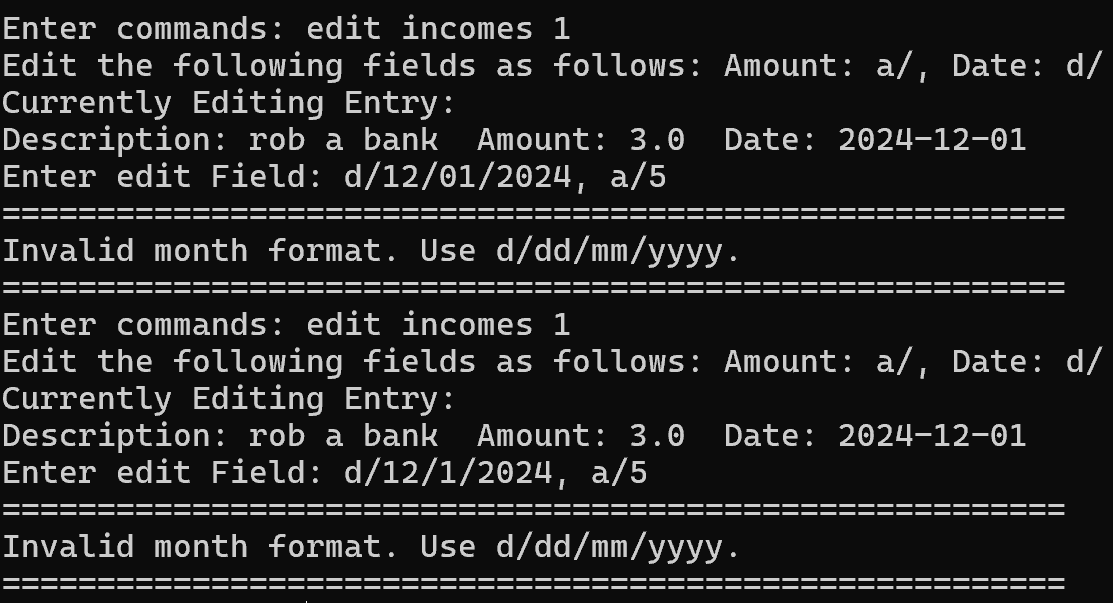 Enter commands: edit incomes 1
Edit the following fields as follows: Amount: a/, Date: d/
Currently Editing Entry:
Description: rob a bank  Amount: 3.0  Date: 2024-12-01
Enter edit Field: d/12/01/2024, a/5
========================================================
Invalid month format. Use d/dd/mm/yyyy.
========================================================
Enter commands: edit incomes 1
Edit the following fields as follows: Amount: a/, Date: d/
Currently Editing Entry:
Description: rob a bank  Amount: 3.0  Date: 2024-12-01
Enter edit Field: d/12/1/2024, a/5
========================================================
Invalid month format. Use d/dd/mm/yyyy.
========================================================